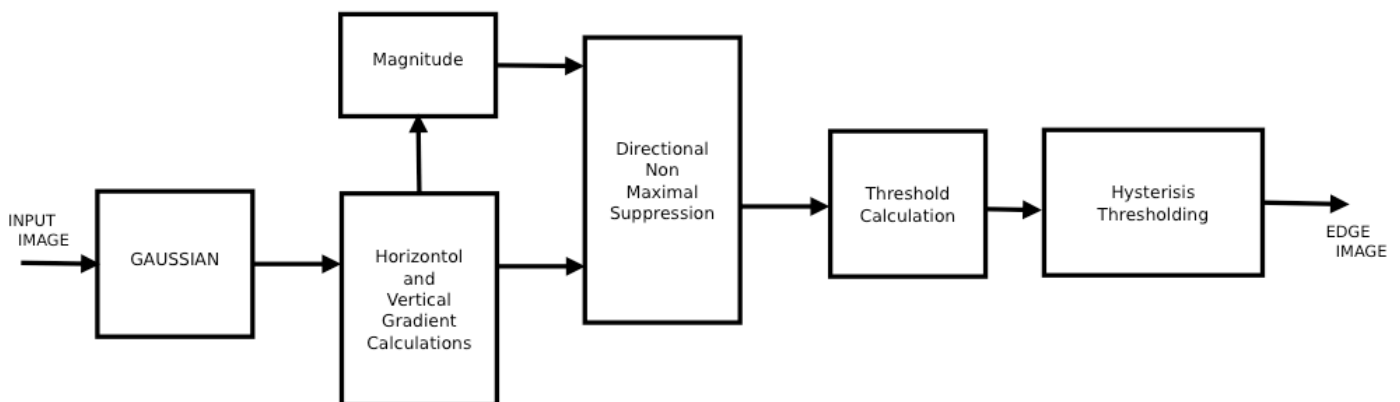 INPUT
IMAGE
GAUSSIAN
Magnitude
Horizontol
and
Vertical
Gradient
Calculations
Directional
Non
Maximal
Suppression
Threshold
Calculation
Hysterisis
Thresholding
EDGE
IMAGE